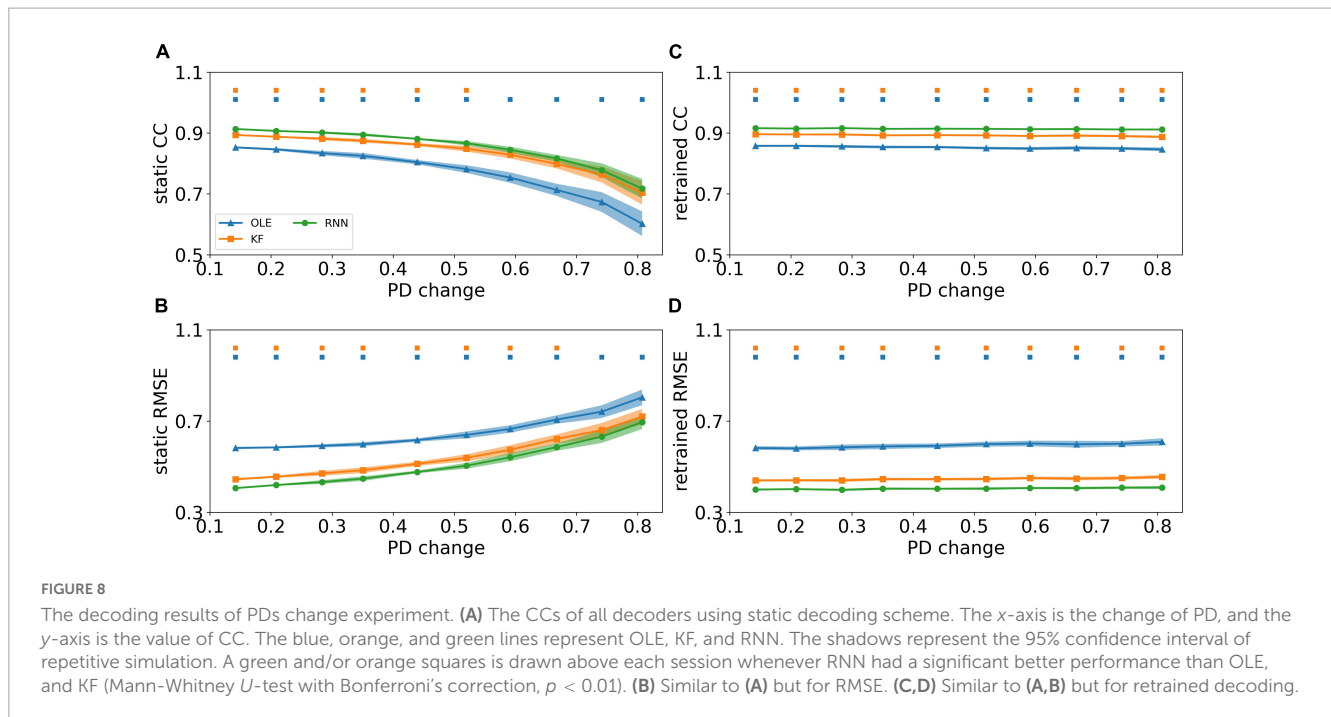 A
1.1
0.9
0.7
0.5
static CC
OLE
KF
RNN
0.1 0.2 0.3 0.4 0.5 0.6 0.7 0.8
PD change
C
1.1
0.9
0.7
0.5
retrained CC
0.1 0.2 0.3 0.4 0.5 0.6 0.7 0.8
PD change
B
1.1
0.7
0.3
static RMSE
0.1 0.2 0.3 0.4 0.5 0.6 0.7 0.8
PD change
D
1.1
0.7
0.3
retrained RMSE
0.1 0.2 0.3 0.4 0.5 0.6 0.7 0.8
PD change
FIGURE 8
The decoding results of PDs change experiment. (A) The CCs of all decoders using static decoding scheme. The x-axis is the change of PD, and the
y-axis is the value of CC. The blue, orange, and green lines represent OLE, KF, and RNN. The shadows represent the 95% confidence interval of
repetitive simulation. A green and/or orange squares is drawn above each session whenever RNN had a significant better performance than OLE,
and KF (Mann-Whitney U-test with Bonferroni's correction, p < 0.01). (B) Similar to (A) but for RMSE. (C,D) Similar to (A,B) but for retrained decoding.